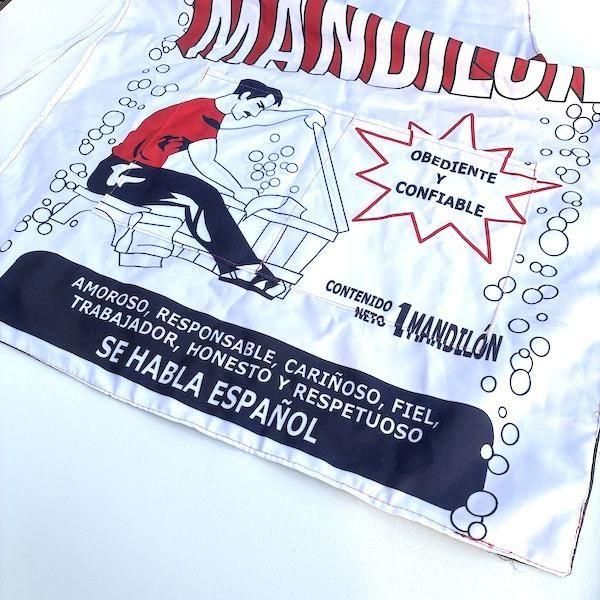 MANDILÓN
OBEDIENTE
Y
CONFIABLE
CONTENIDO
NETO 1 MANDILÓN
AMOROSO, RESPONSABLE, CARIÑOSO, FIEL,
TRABAJADOR, HONESTO Y RESPETUOSO
SE HABLA ESPAÑOL